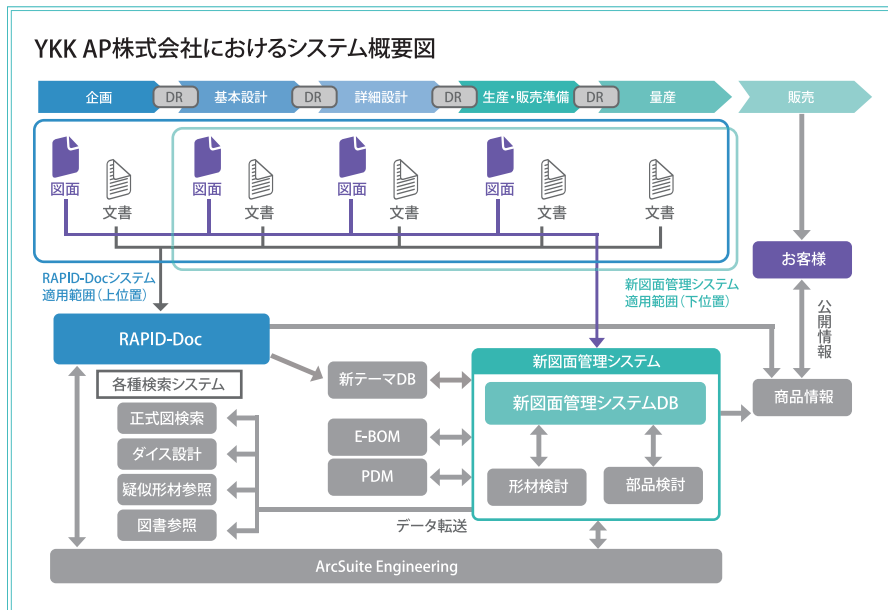 YKK AP株式会社におけるシステム概要図
企画
DR
基本設計
DR
詳細設計
DR
生産・販売準備
DR
量産
販売
図面
図面
図面
図面
文書
文書
文書
文書
文書
RAPID-Docシステム
適用範囲（上位置）
新図面管理システム
適用範囲（下位置）
お客様
公開情報
RAPID-Doc
新図面管理システム
各種検索システム
新テーマDB
新図面管理システムDB
商品情報
正式図検索
E-BOM
ダイス設計
PDM
形材検討
部品検討
疑似形材参照
図書参照
データ転送
ArcSuite Engineering